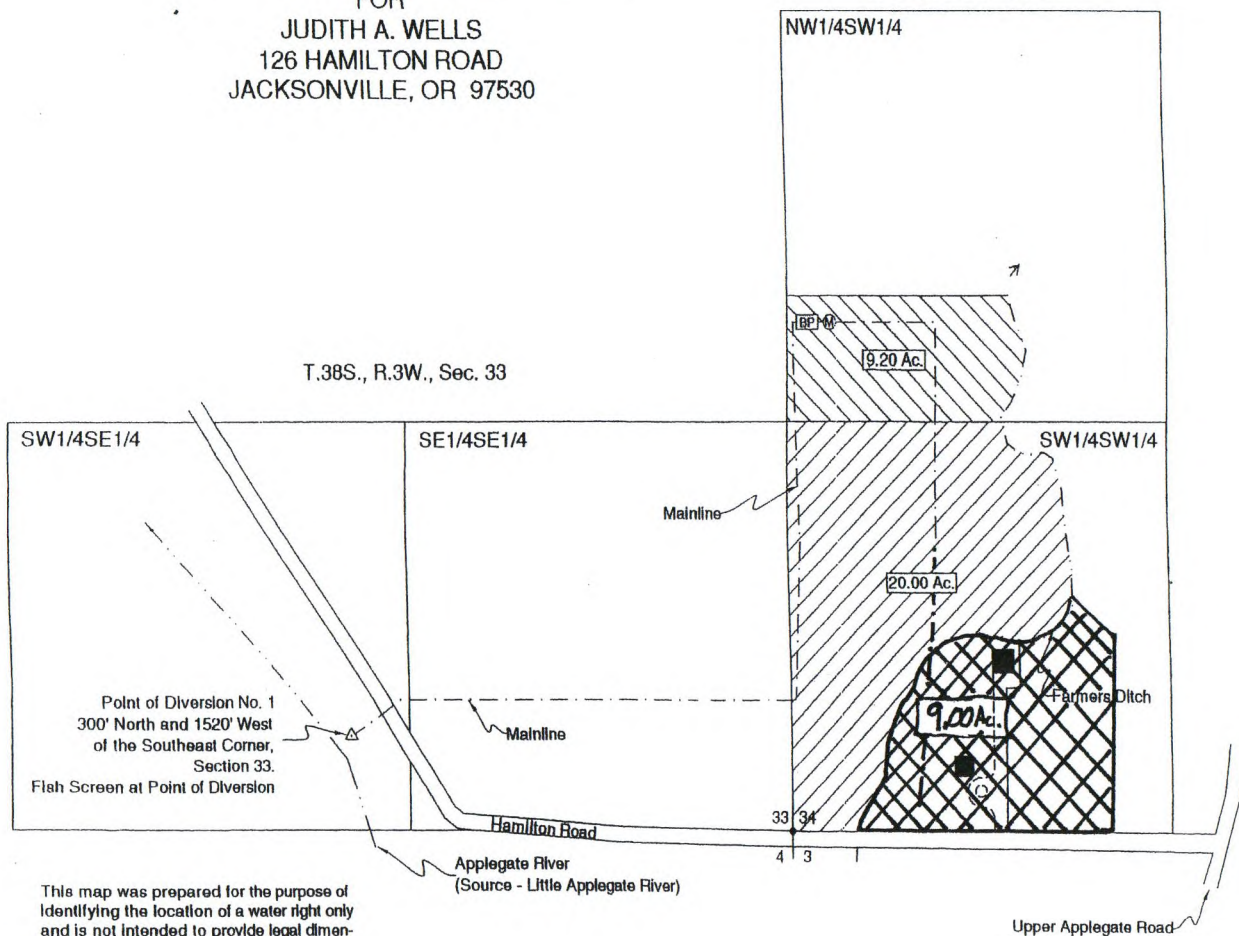 FOR
JUDITH A. WELLS
126 HAMILTON ROAD
JACKSONVILLE, OR 97530
NW1/4SW1/4
BP M
9.20 Ac.
T.38S., R.3W., Sec. 33
SW1/4SE1/4
SE1/4SE1/4
SW1/4SW1/4
Mainline
20.00 Ac.
Farmers Ditch
9.00 Ac.
Point of Diversion No. 1
300' North and 1520' West
of the Southeast Corner,
Section 33.
Fish Screen at Point of Diversion
Mainline
Hamilton Road
33 34
4 3
Applegate River
(Source - Little Applegate River)
This map was prepared for the purpose of
identifying the location of a water right only
and is not intended to provide legal dimen-
Upper Applegate Road